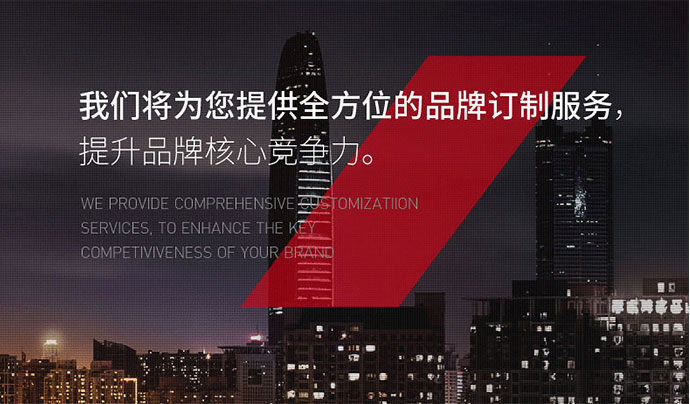 我们将为您提供全方位的品牌订制服务，
提升品牌核心竞争力。
WE PROVIDE COMPREHENSIVE CUSTOMIZATIION
SERVICES, TO ENHANCE THE KEY
COMPETIVIVENESS OF YOUR BRAND